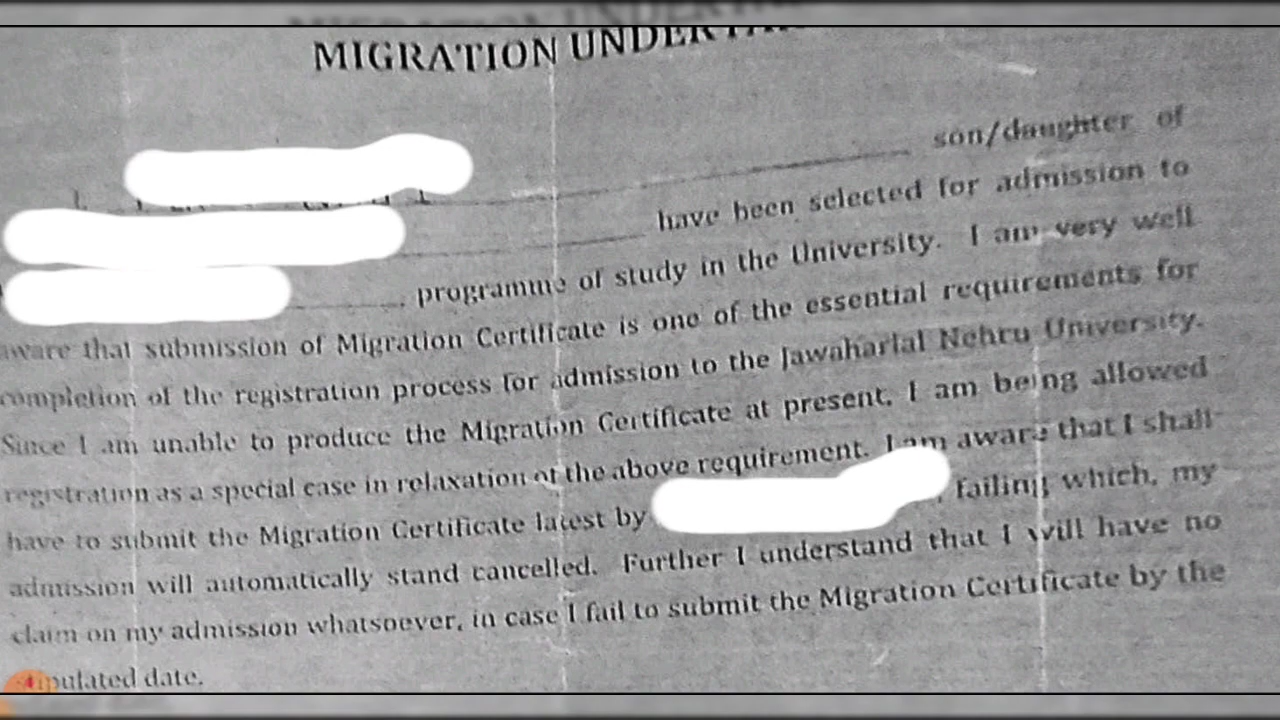 MIGRATION
son/daughter of
have been selected for admission to
programme of study in the University. I am very well
aware that submission of Migration Certificate is one of the essential requirements for
completion of the registration process for admission to the Jawaharlal Nehru University.
Since I am unable to produce the Migration Certificate at present, I am being allowed
registration as a special case in relaxation of the above requirement. I am aware that I shall
have to submit the Migration Certificate latest by , failing which, my
admission will automatically stand cancelled. Further I understand that I will have no
claim on my admission whatsoever, in case I fail to submit the Migration Certificate by the
date.